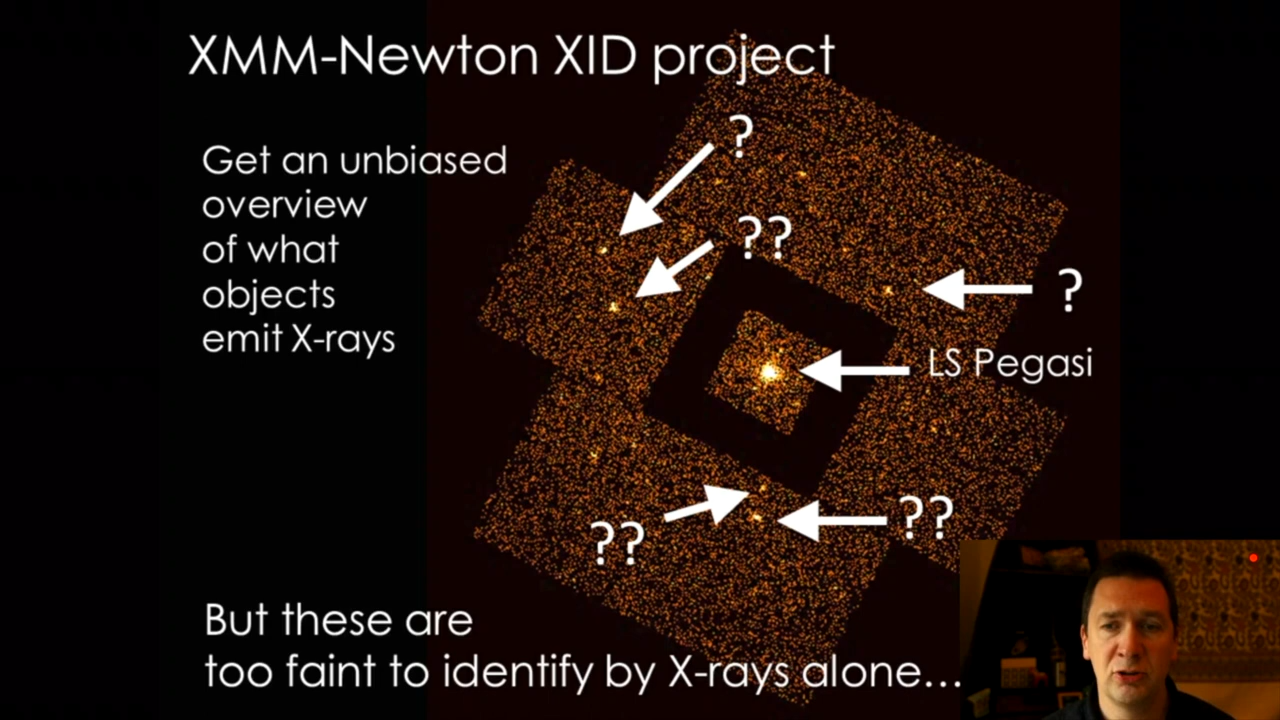 XMM-Newton XID project
?
Get an unbiased
overview
of what
objects
emit X-rays
??
?
LS Pegasi
??
??
But these are
too faint to identify by X-rays alone...